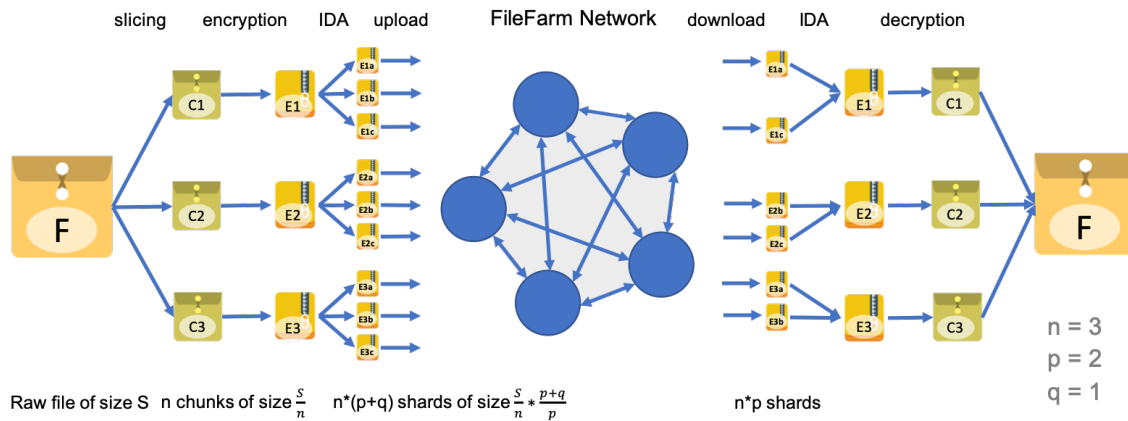 slicing encryption IDA upload FileFarm Network download IDA decryption
E1a E1a
C1 E1 E1b E1 C1
E1c E1c
E2a
F C2 E2 E2b E2b E2 C2 F
E2c E2c
E3a E3a
C3 E3 E3b E3b E3 C3
E3c
n = 3
p = 2
q = 1
Raw file of size S n chunks of size S/n n*(p+q) shards of size S/n * p+q/p n*p shards